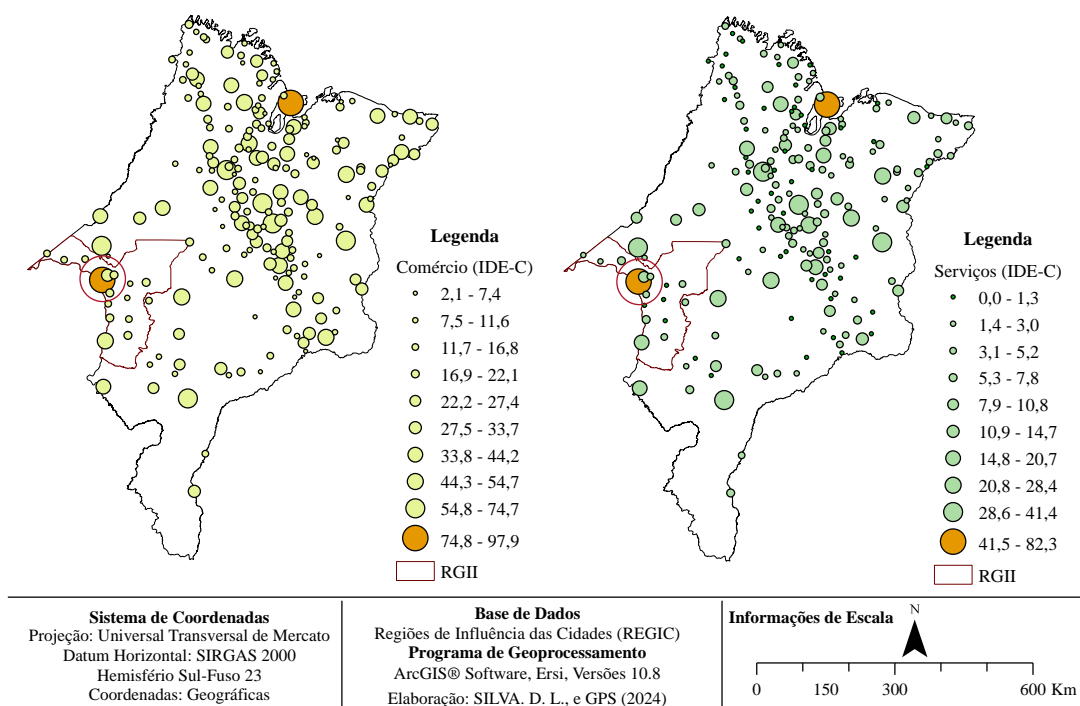 Legenda
Comércio (IDE-C)
2,1 - 7,4
7,5 - 11,6
11,7 - 16,8
16,9 - 22,1
22,2 - 27,4
27,5 - 33,7
33,8 - 44,2
44,3 - 54,7
54,8 - 74,7
74,8 - 97,9
RGII
Legenda
Serviços (IDE-C)
0,0 - 1,3
1,4 - 3,0
3,1 - 5,2
5,3 - 7,8
7,9 - 10,8
10,9 - 14,7
14,8 - 20,7
20,8 - 28,4
28,6 - 41,4
41,5 - 82,3
RGII
Sistema de Coordenadas
Projeção: Universal Transversal de Mercato
Datum Horizontal: SIRGAS 2000
Hemisfério Sul-Fuso 23
Coordenadas: Geográficas
Base de Dados
Regiões de Influência das Cidades (REGIC)
Programa de Geoprocessamento
ArcGIS® Software, Ersi, Versões 10.8
Elaboração: SILVA. D. L., e GPS (2024)
Informações de Escala
N
0 150 300 600 Km